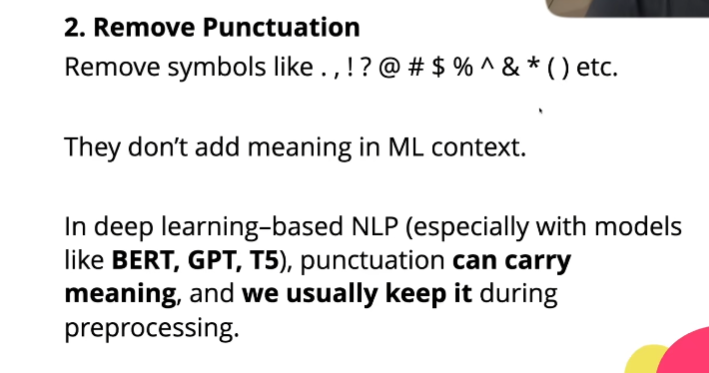 2. Remove Punctuation
Remove symbols like . , ! ? @ # $ % ^ & * ( ) etc.
They don’t add meaning in ML context.
In deep learning–based NLP (especially with models
like BERT, GPT, T5), punctuation can carry
meaning, and we usually keep it during
preprocessing.